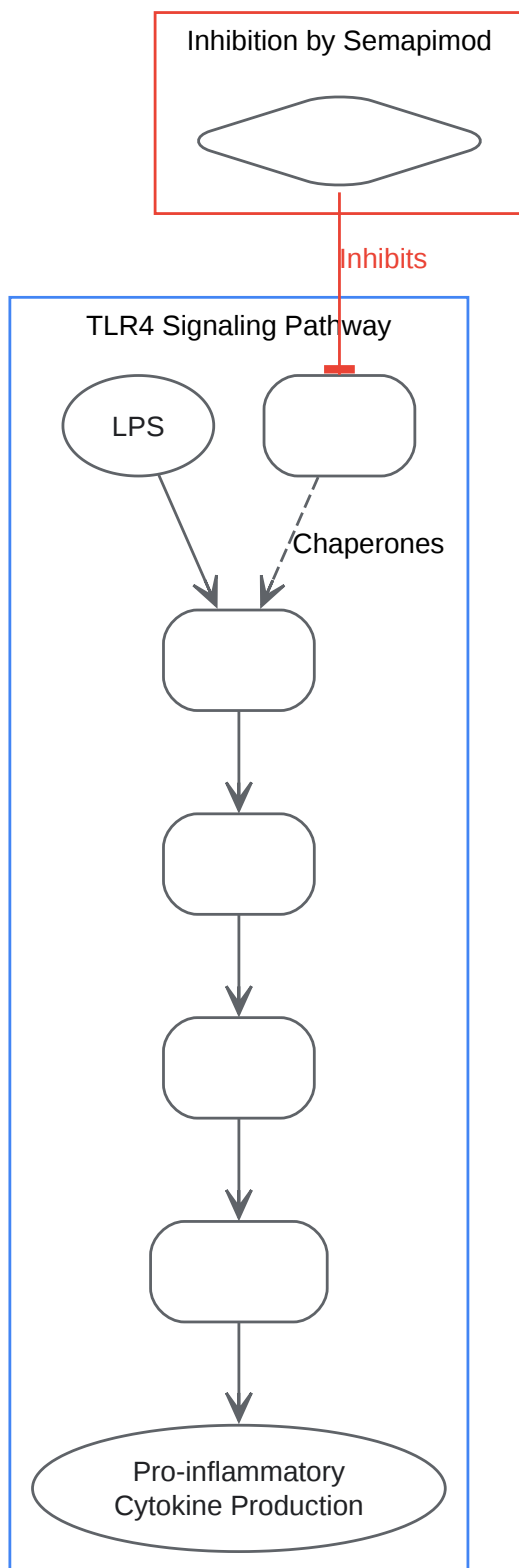 Inhibition by Semapimod
Inhibits
TLR4 Signaling Pathway
LPS
Chaperones
Pro-inflammatory
Cytokine Production